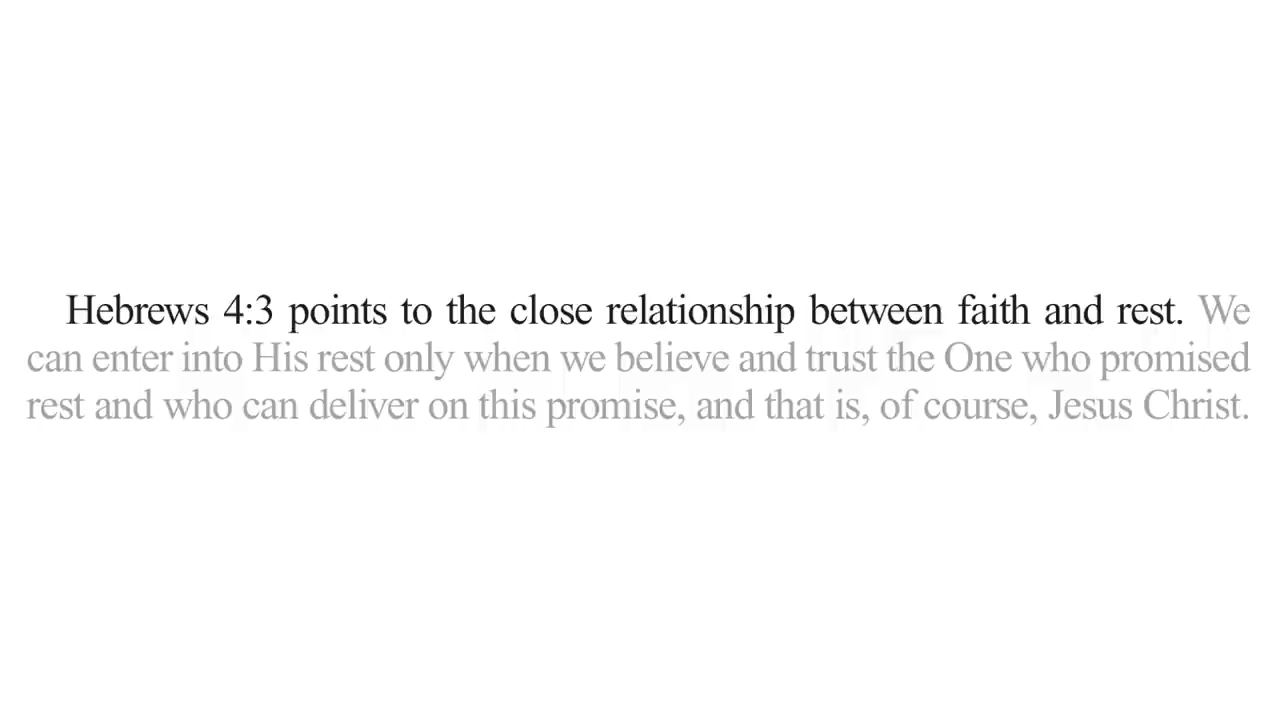 Hebrews 4:3 points to the close relationship between faith and rest. We
can enter into His rest only when we believe and trust the One who promised
rest and who can deliver on this promise, and that is, of course, Jesus Christ.